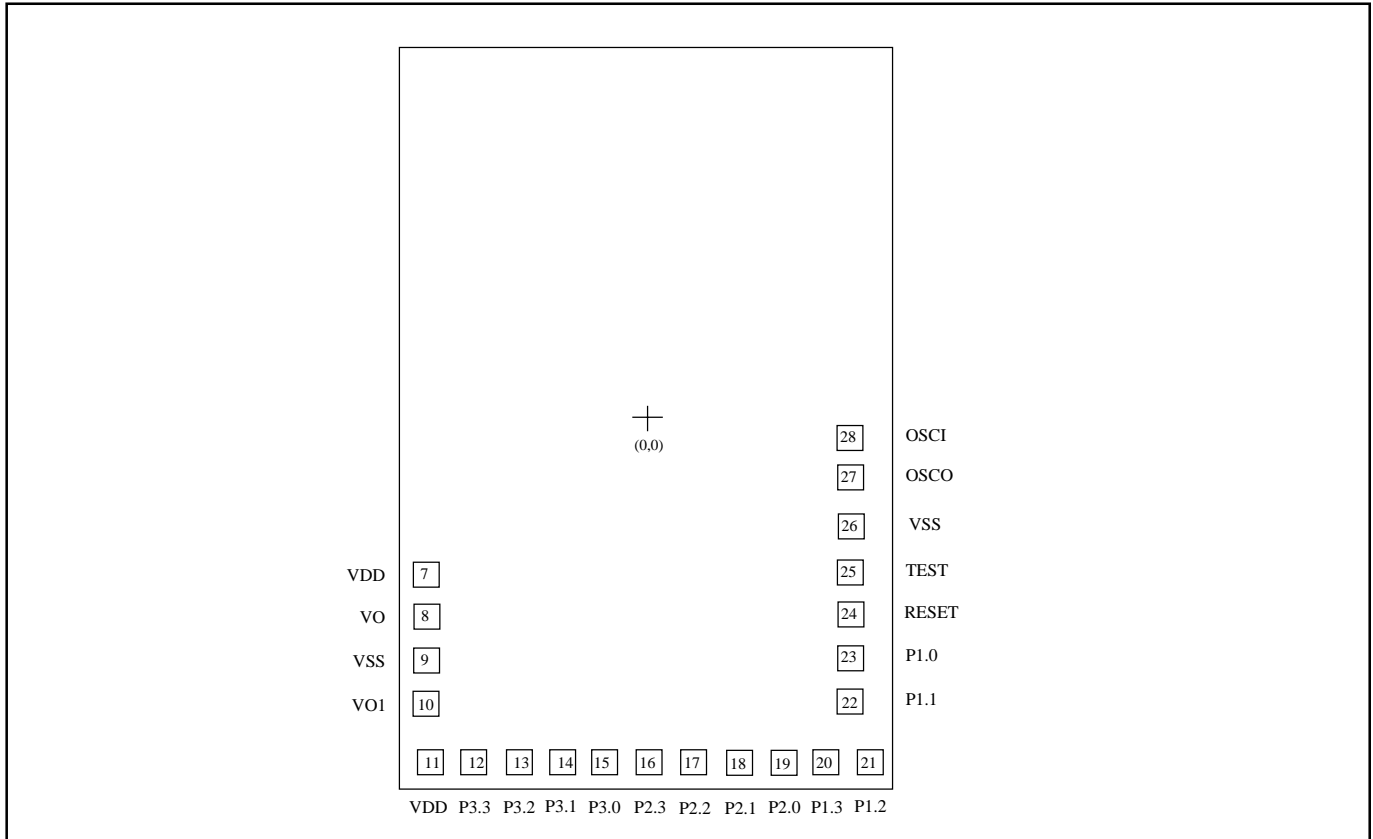 (0,0)
28 OSCI
27 OSCO
26 VSS
VDD 7 25 TEST
VO 8 24 RESET
VSS 9 23 P1.0
VO1 10 22 P1.1
11 12 13 14 15 16 17 18 19 20 21
VDD P3.3 P3.2 P3.1 P3.0 P2.3 P2.2 P2.1 P2.0 P1.3 P1.2